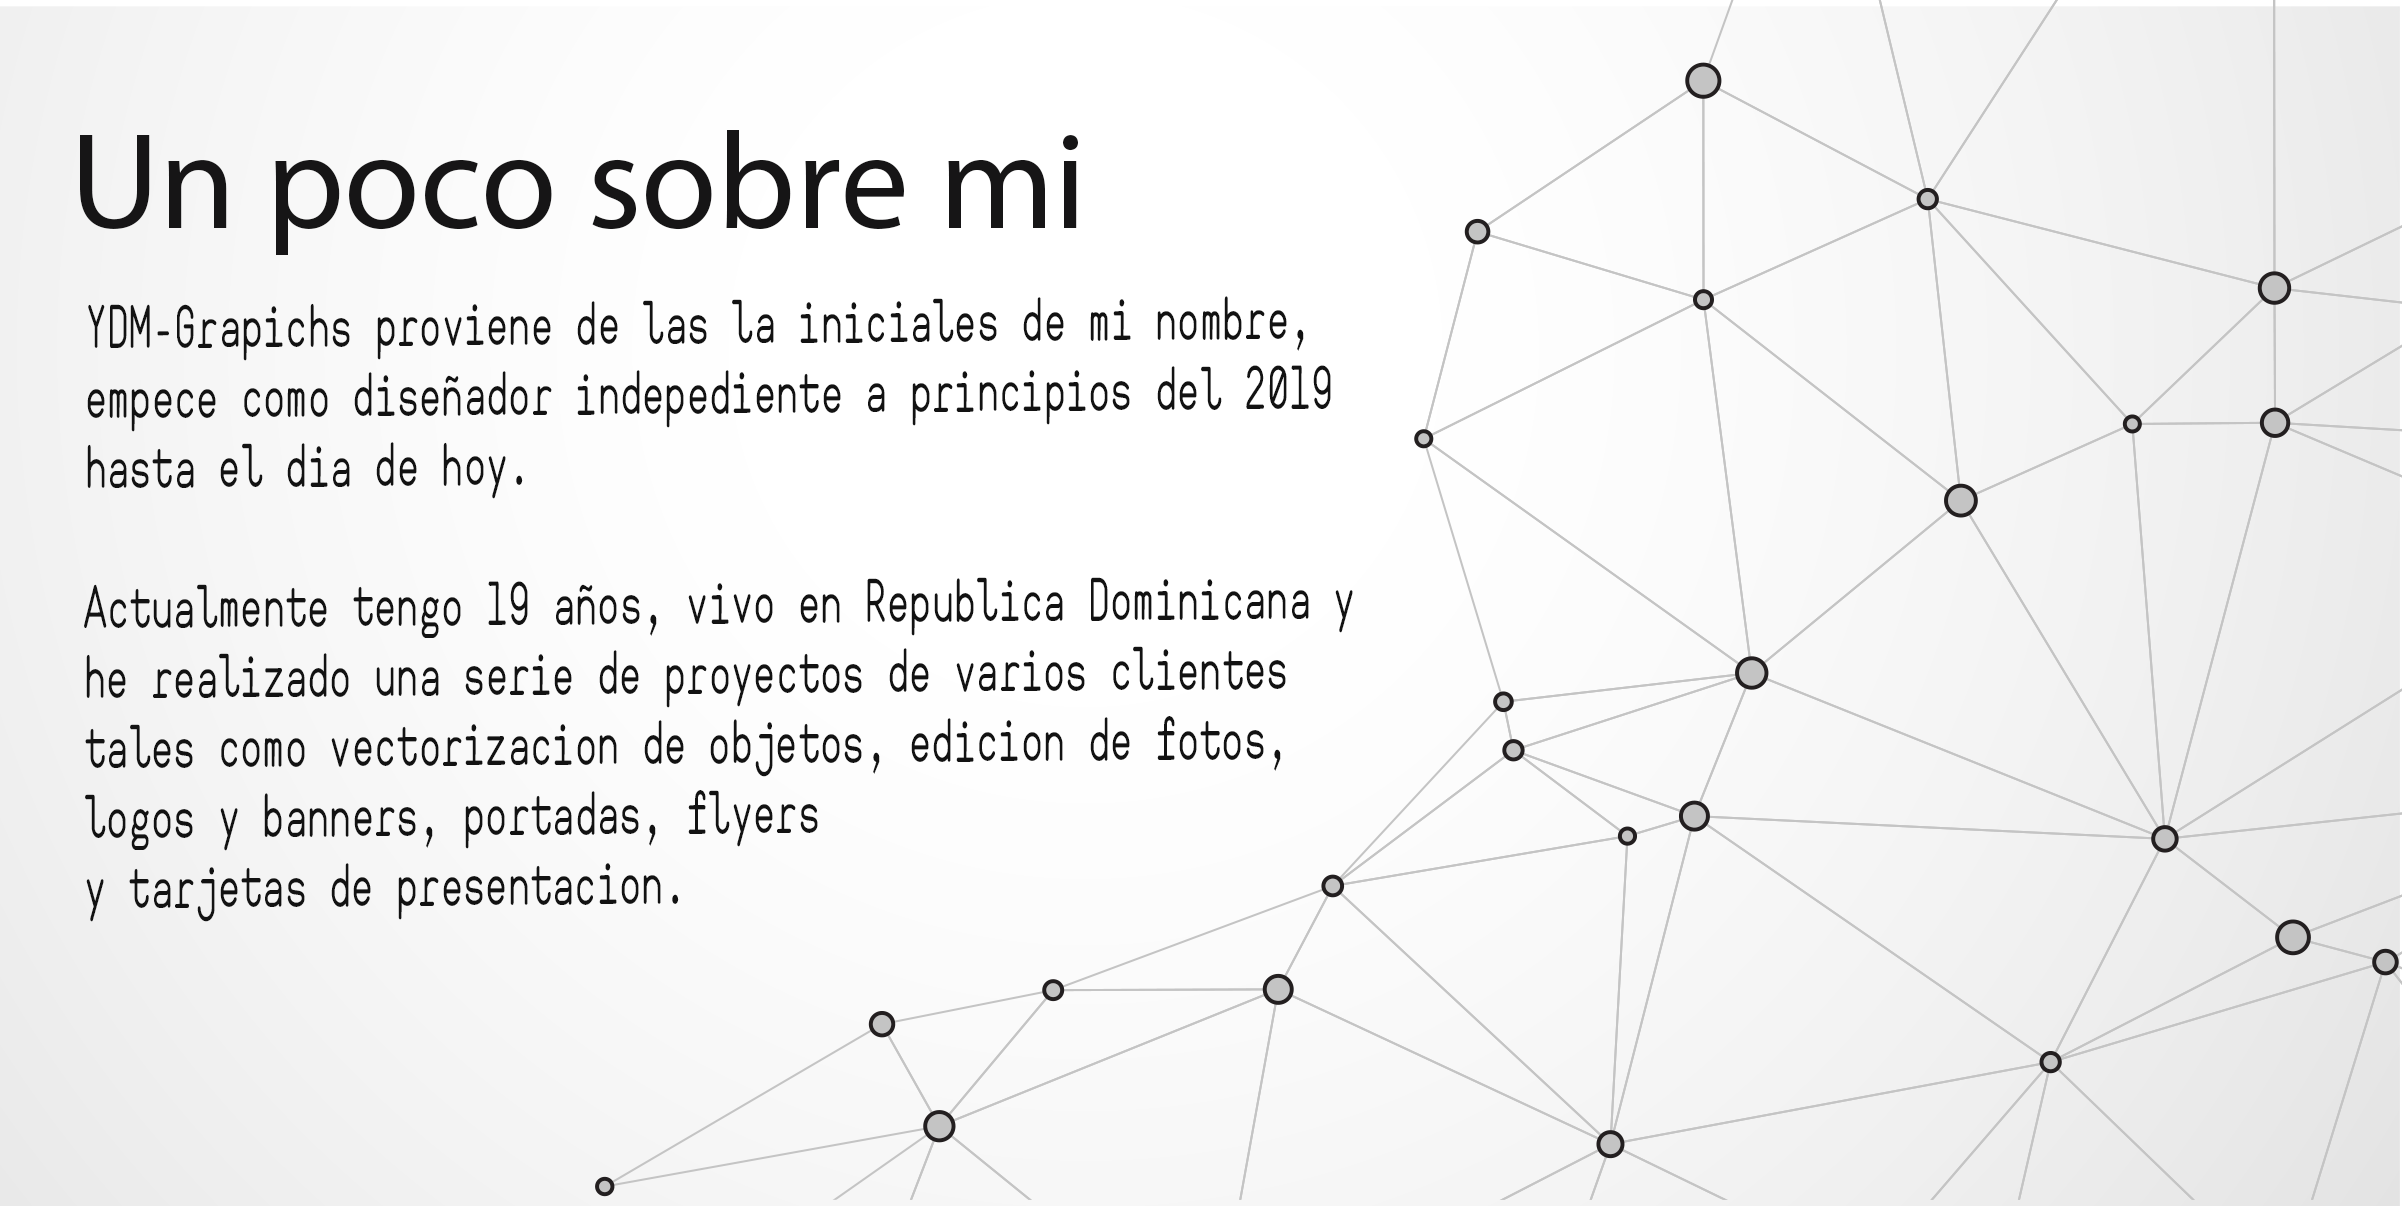 Un poco sobre mi
YDM-Grapichs proviene de las la iniciales de mi nombre,
empece como diseñador indepediente a principios del 2019
hasta el dia de hoy.
Actualmente tengo 19 años, vivo en Republica Dominicana y
he realizado una serie de proyectos de varios clientes
tales como vectorizacion de objetos, edicion de fotos,
logos y banners, portadas, flyers
y tarjetas de presentacion.